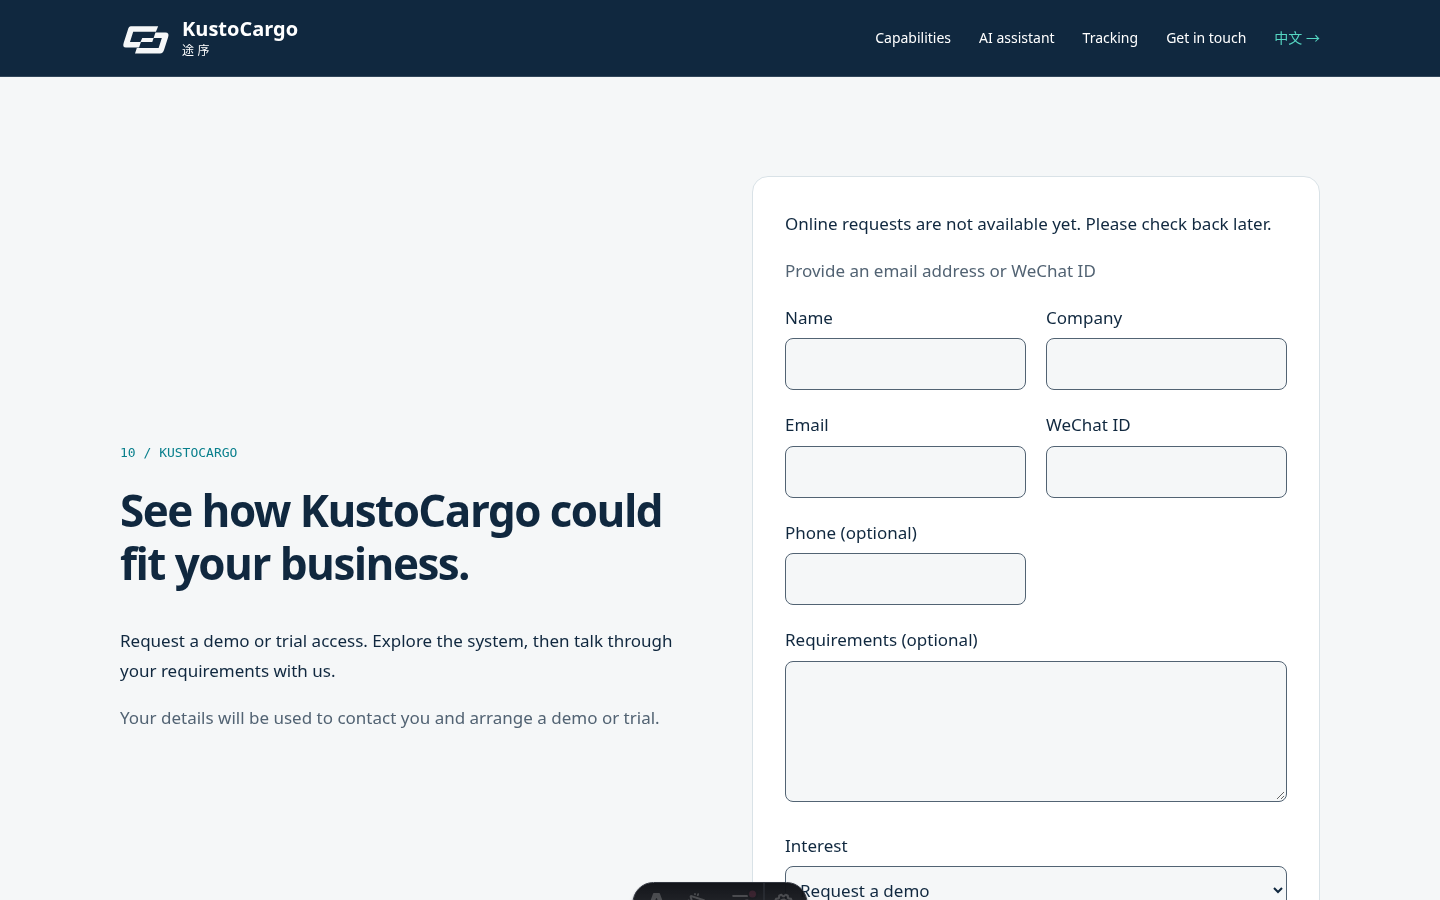 KustoCargo
途序
Capabilities
AI assistant
Tracking
Get in touch
中文 →
10 / KUSTOCARGO
See how KustoCargo could
fit your business.
Request a demo or trial access. Explore the system, then talk through
your requirements with us.
Your details will be used to contact you and arrange a demo or trial.
Online requests are not available yet. Please check back later.
Provide an email address or WeChat ID
Name
Company
Email
WeChat ID
Phone (optional)
Requirements (optional)
Interest
Request a demo